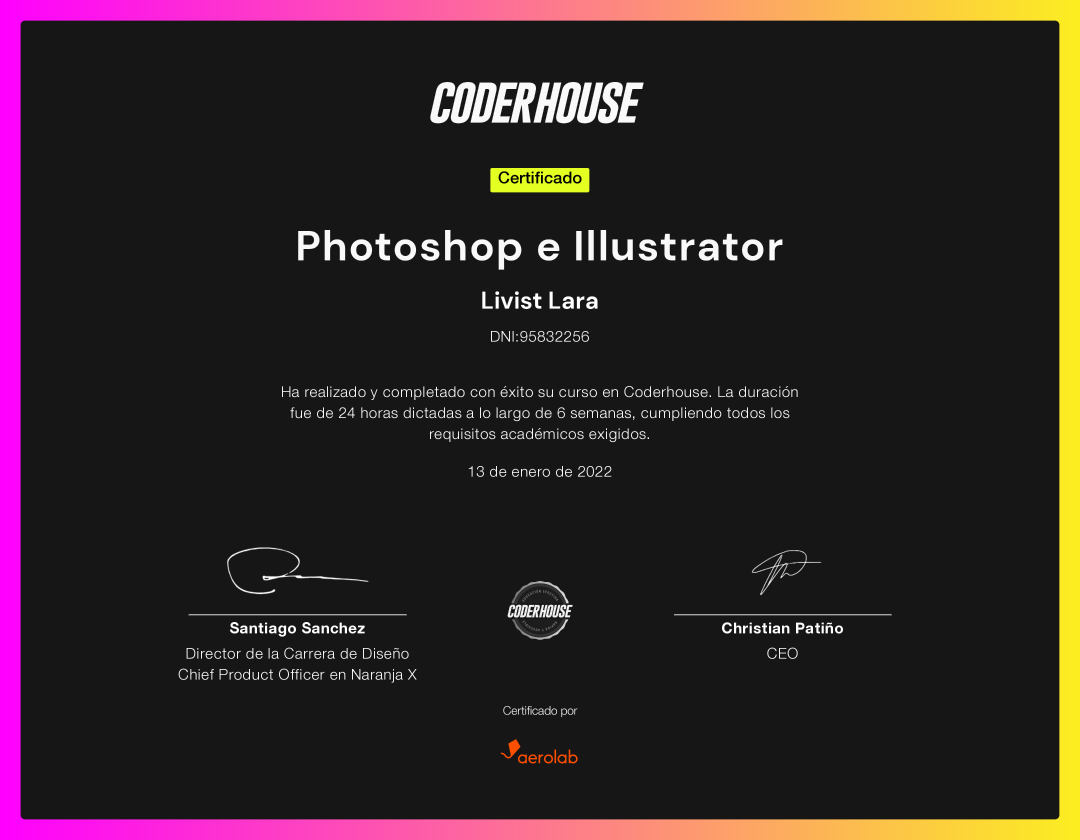 CODERHOUSE
Certificado
Photoshop e Illustrator
Livist Lara
DNI:95832256
Ha realizado y completado con éxito su curso en Coderhouse. La duración
fue de 24 horas dictadas a lo largo de 6 semanas, cumpliendo todos los
requisitos académicos exigidos.
13 de enero de 2022
Santiago Sanchez
Director de la Carrera de Diseño
Chief Product Officer en Naranja X
CODERHOUSE
Christian Patiño
CEO
Certificado por
aerolab